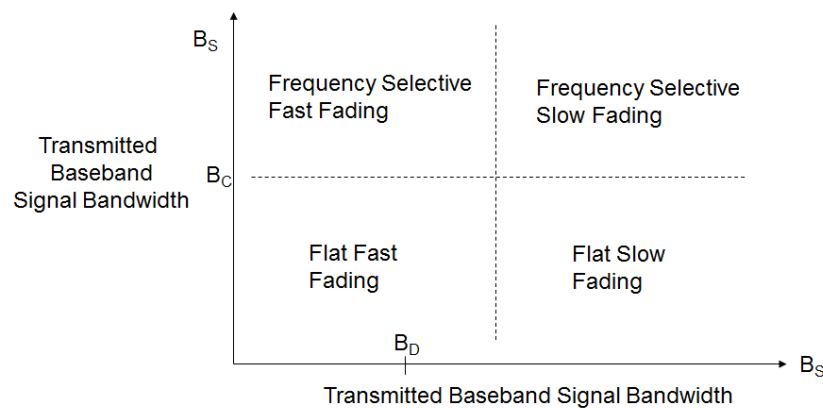 B_S
Frequency Selective
Fast Fading
Frequency Selective
Slow Fading
Transmitted
Baseband
Signal Bandwidth
B_C
Flat Fast
Fading
Flat Slow
Fading
B_D
B_S
Transmitted Baseband Signal Bandwidth